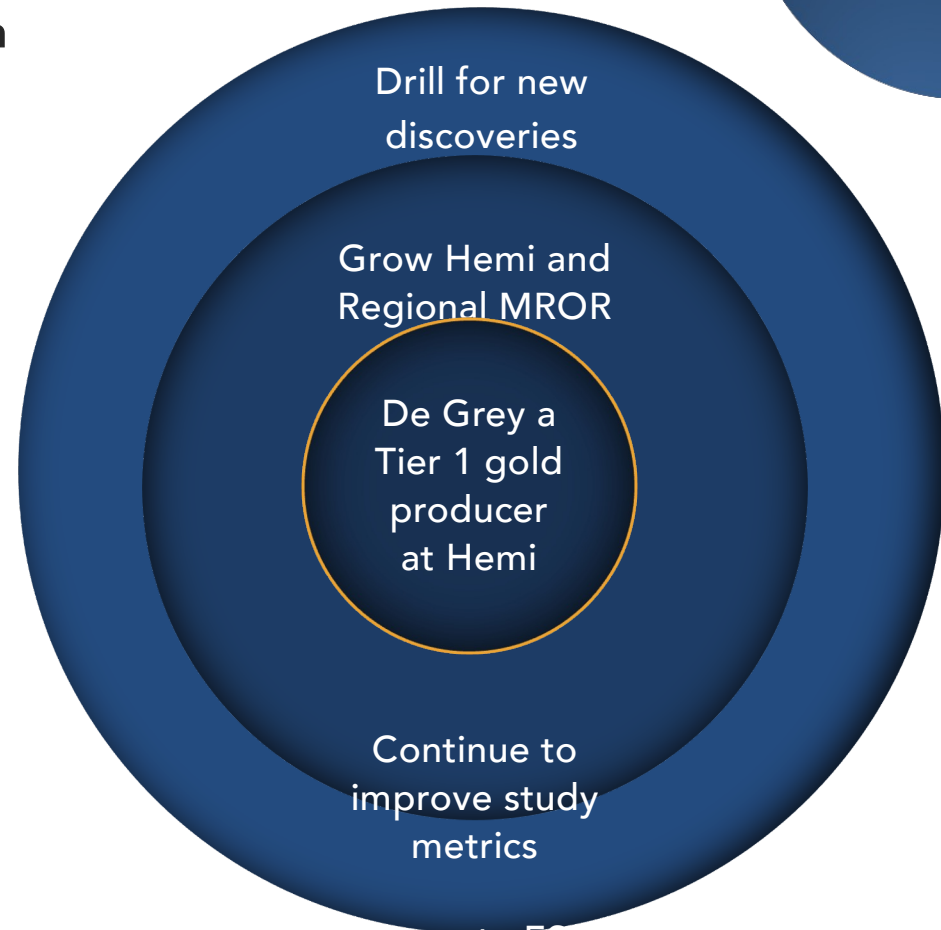 Drill for new
discoveries
Grow Hemi and
Regional MROR
De Grey a
Tier 1 gold
producer
at Hemi
Continue to
improve study
metrics